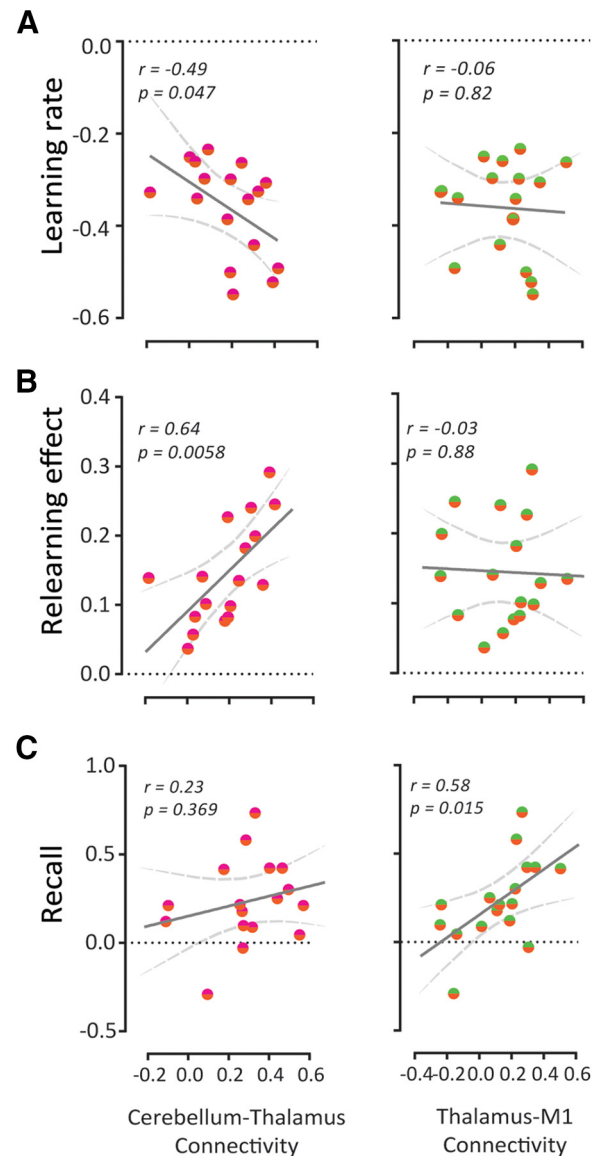 A
Learning rate
0.0
-0.2
-0.4
-0.6
r = -0.49
p = 0.047
r = -0.06
p = 0.82
B
Relearning effect
0.4
0.3
0.2
0.1
0.0
r = 0.64
p = 0.0058
r = -0.03
p = 0.88
C
Recall
1.0
0.5
0.0
-0.5
r = 0.23
p = 0.369
r = 0.58
p = 0.015
-0.2 0.0 0.2 0.4 0.6
-0.4 -0.2 0.0 0.2 0.4 0.6
Cerebellum-Thalamus
Connectivity
Thalamus-M1
Connectivity